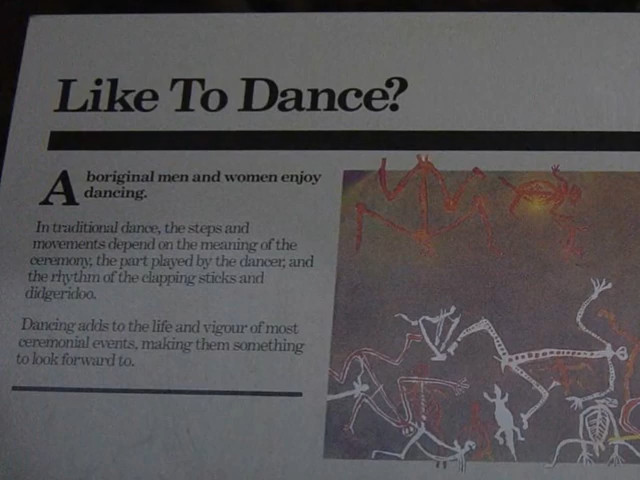 Like To Dance?
Aboriginal men and women enjoy
dancing.
In traditional dance, the steps and
movements depend on the meaning of the
ceremony, the part played by the dancer, and
the rhythm of the clapping sticks and
didgeridoo.
Dancing adds to the life and vigour of most
ceremonial events, making them something
to look forward to.